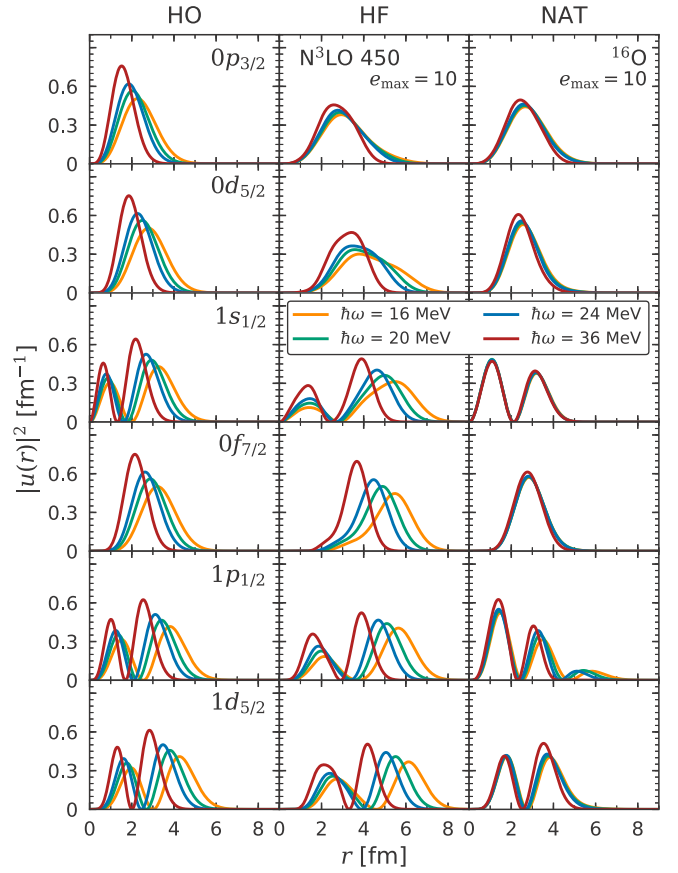 HO HF NAT
0p3/2 N³LO 450 ¹⁶O
emax = 10 emax = 10
0.6
0.3
0
0d5/2
0.6
0.3
0
1s1/2 ħω = 16 MeV ħω = 24 MeV
ħω = 20 MeV ħω = 36 MeV
0.6
0.3
0
|u(r)|² [fm⁻¹]
0f7/2
0.6
0.3
0
1p1/2
0.6
0.3
0
1d5/2
0.6
0.3
0
0 2 4 6 8 0 2 4 6 8 0 2 4 6 8
r [fm]